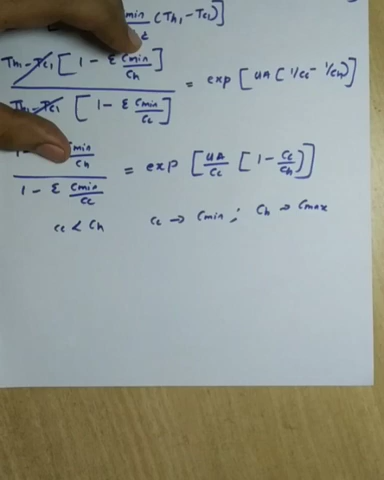 min (Th1 - Tc1)]
c
Th1 - Tc1 [ 1 - ε Cmin/Ch ] / Th1 - Tc1 [ 1 - ε Cmin/Cc ] = exp [ UA ( 1/Cc - 1/Ch ) ]
min/Ch / 1 - ε Cmin/Cc = exp [ UA/Cc [ 1 - Cc/Ch ) ]
Cc < Ch Cc → Cmin ; Ch → Cmax